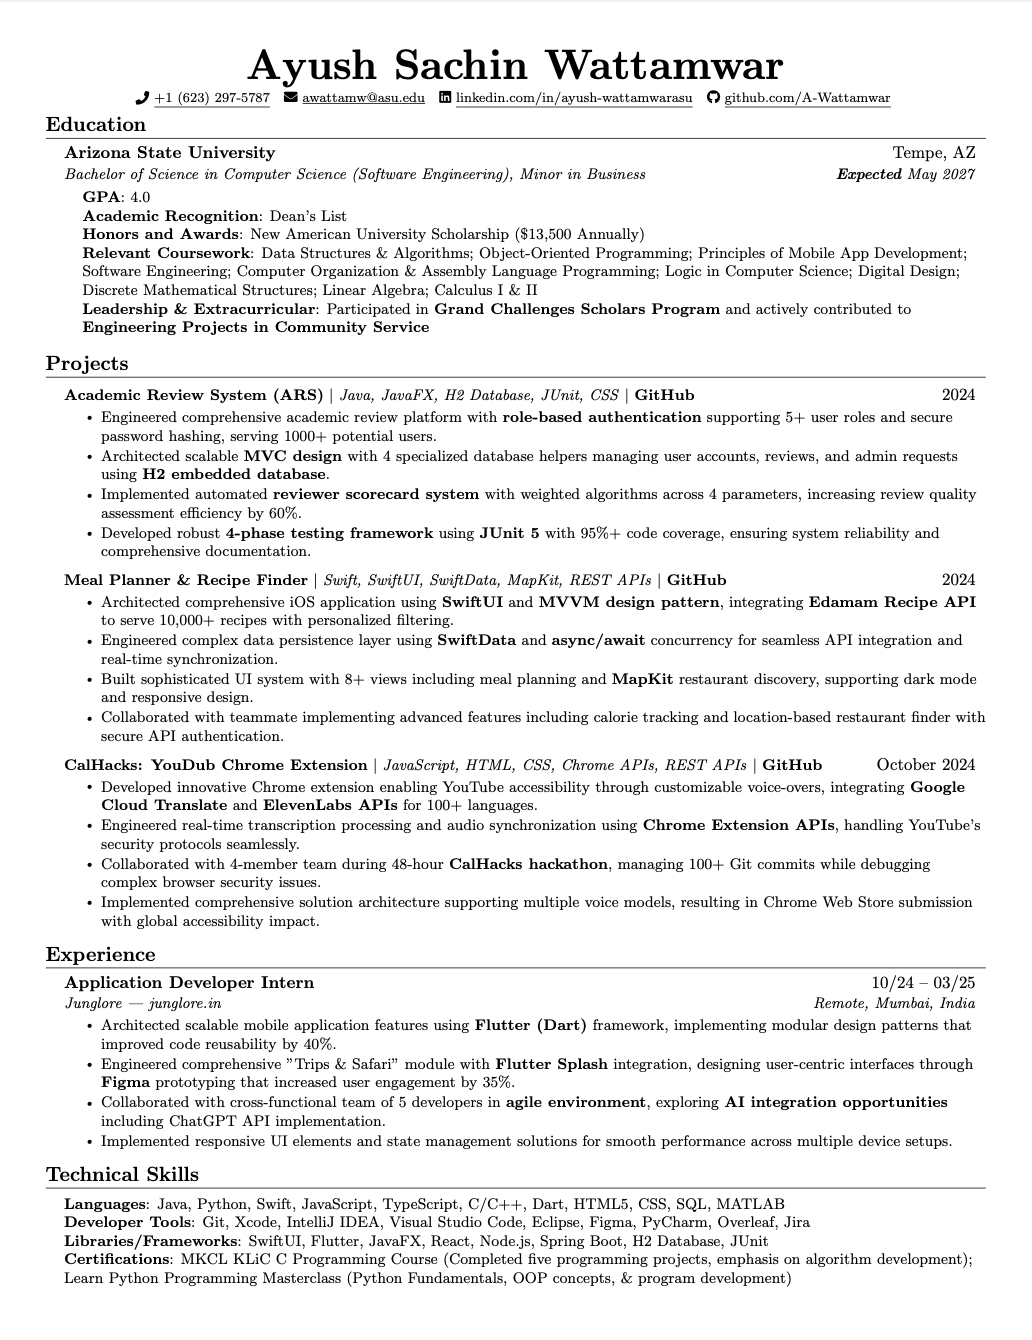 Ayush Sachin Wattamwar
+1 (623) 297-5787 awattamw@asu.edu linkedin.com/in/ayush-wattamwarasu github.com/A-Wattamwar
Education
Arizona State University Tempe, AZ
Bachelor of Science in Computer Science (Software Engineering), Minor in Business Expected May 2027
GPA: 4.0
Academic Recognition: Dean's List
Honors and Awards: New American University Scholarship ($13,500 Annually)
Relevant Coursework: Data Structures & Algorithms; Object-Oriented Programming; Principles of Mobile App Development;
Software Engineering; Computer Organization & Assembly Language Programming; Logic in Computer Science; Digital Design;
Discrete Mathematical Structures; Linear Algebra; Calculus I & II
Leadership & Extracurricular: Participated in Grand Challenges Scholars Program and actively contributed to
Engineering Projects in Community Service
Projects
Academic Review System (ARS) | Java, JavaFX, H2 Database, JUnit, CSS | GitHub 2024
• Engineered comprehensive academic review platform with role-based authentication supporting 5+ user roles and secure
password hashing, serving 1000+ potential users.
• Architected scalable MVC design with 4 specialized database helpers managing user accounts, reviews, and admin requests
using H2 embedded database.
• Implemented automated reviewer scorecard system with weighted algorithms across 4 parameters, increasing review quality
assessment efficiency by 60%.
• Developed robust 4-phase testing framework using JUnit 5 with 95%+ code coverage, ensuring system reliability and
comprehensive documentation.
Meal Planner & Recipe Finder | Swift, SwiftUI, SwiftData, MapKit, REST APIs | GitHub 2024
• Architected comprehensive iOS application using SwiftUI and MVVM design pattern, integrating Edamam Recipe API
to serve 10,000+ recipes with personalized filtering.
• Engineered complex data persistence layer using SwiftData and async/await concurrency for seamless API integration and
real-time synchronization.
• Built sophisticated UI system with 8+ views including meal planning and MapKit restaurant discovery, supporting dark mode
and responsive design.
• Collaborated with teammate implementing advanced features including calorie tracking and location-based restaurant finder with
secure API authentication.
CalHacks: YouDub Chrome Extension | JavaScript, HTML, CSS, Chrome APIs, REST APIs | GitHub October 2024
• Developed innovative Chrome extension enabling YouTube accessibility through customizable voice-overs, integrating Google
Cloud Translate and ElevenLabs APIs for 100+ languages.
• Engineered real-time transcription processing and audio synchronization using Chrome Extension APIs, handling YouTube's
security protocols seamlessly.
• Collaborated with 4-member team during 48-hour CalHacks hackathon, managing 100+ Git commits while debugging
complex browser security issues.
• Implemented comprehensive solution architecture supporting multiple voice models, resulting in Chrome Web Store submission
with global accessibility impact.
Experience
Application Developer Intern 10/24 – 03/25
Junglore — junglore.in Remote, Mumbai, India
• Architected scalable mobile application features using Flutter (Dart) framework, implementing modular design patterns that
improved code reusability by 40%.
• Engineered comprehensive ”Trips & Safari” module with Flutter Splash integration, designing user-centric interfaces through
Figma prototyping that increased user engagement by 35%.
• Collaborated with cross-functional team of 5 developers in agile environment, exploring AI integration opportunities
including ChatGPT API implementation.
• Implemented responsive UI elements and state management solutions for smooth performance across multiple device setups.
Technical Skills
Languages: Java, Python, Swift, JavaScript, TypeScript, C/C++, Dart, HTML5, CSS, SQL, MATLAB
Developer Tools: Git, Xcode, IntelliJ IDEA, Visual Studio Code, Eclipse, Figma, PyCharm, Overleaf, Jira
Libraries/Frameworks: SwiftUI, Flutter, JavaFX, React, Node.js, Spring Boot, H2 Database, JUnit
Certifications: MKCL KLiC C Programming Course (Completed five programming projects, emphasis on algorithm development);
Learn Python Programming Masterclass (Python Fundamentals, OOP concepts, & program development)